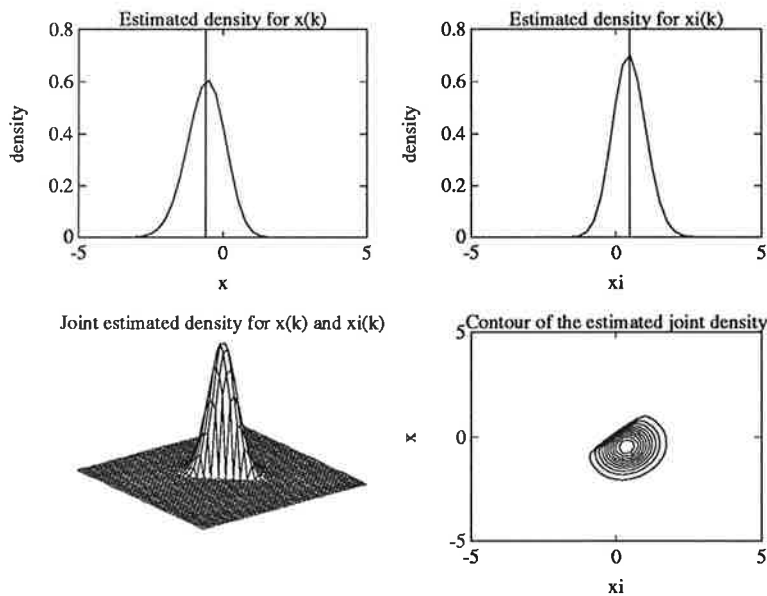 Estimated density for x(k)
0.8
0.6
0.4
0.2
0
density
-5
0
5
x
Estimated density for xi(k)
0.8
0.6
0.4
0.2
0
density
-5
0
5
xi
Joint estimated density for x(k) and xi(k)
Contour of the estimated joint density
5
0
-5
x
-5
0
5
xi